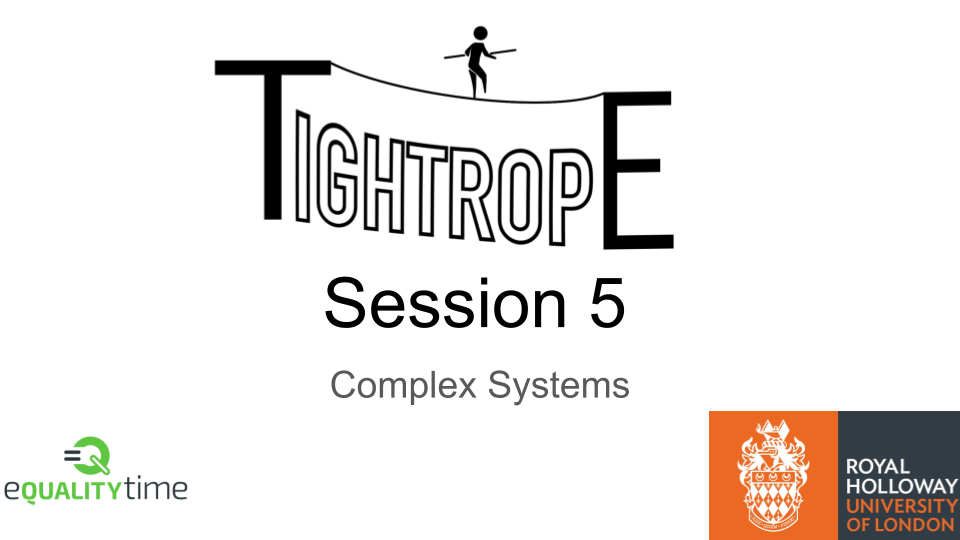 TIGHTROPE
Session 5
Complex Systems
eQUALITYtime
ROYAL
HOLLOWAY
UNIVERSITY
OF LONDON